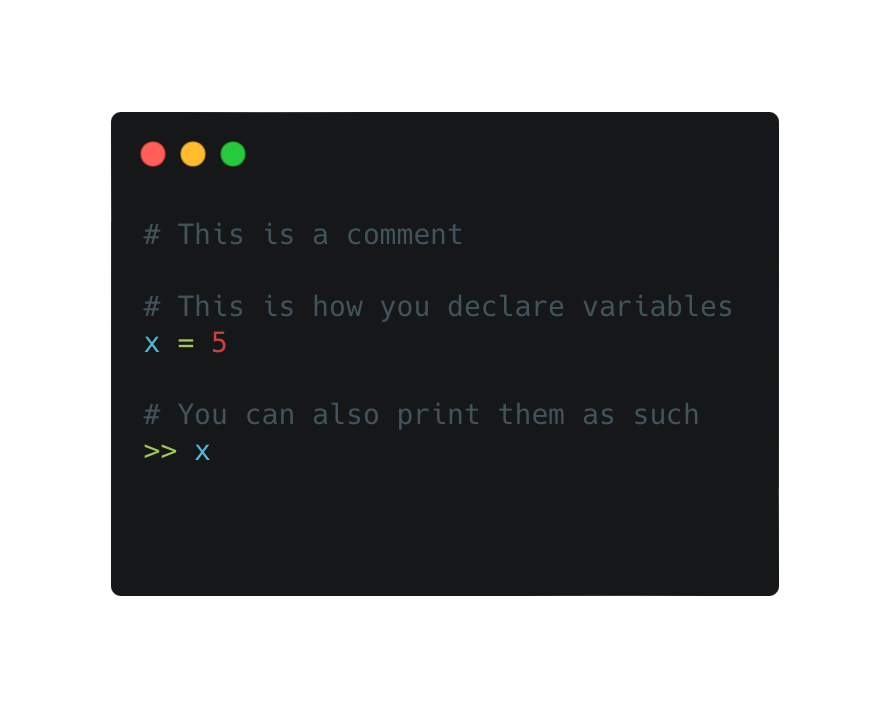 # This is a comment
# This is how you declare variables
x = 5
# You can also print them as such
>> x